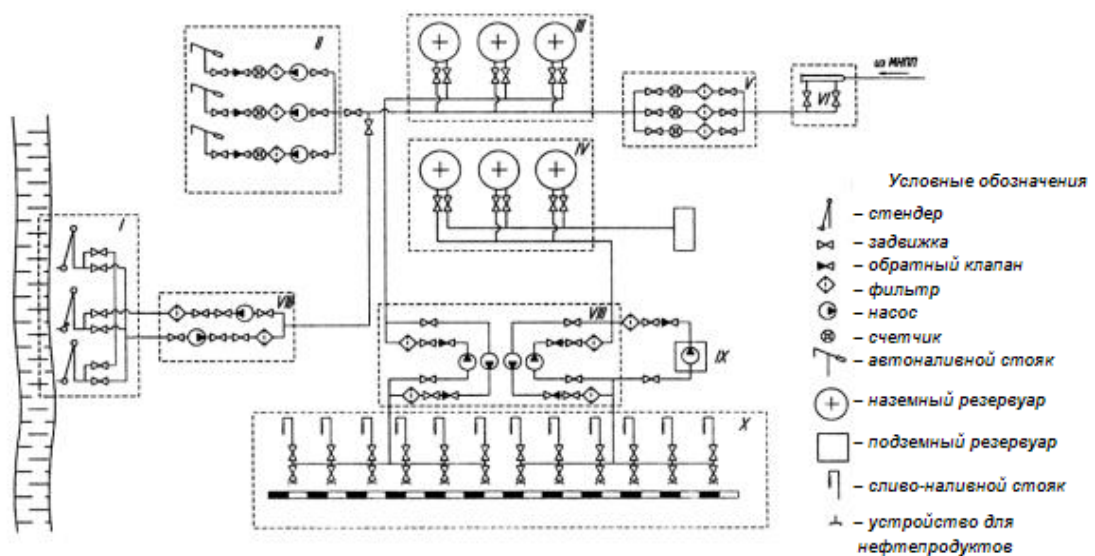 II
III
из МНПП
V
VI
IV
I
VIII
VIII
IX
X
Условные обозначения
– стендер
– задвижка
– обратный клапан
– фильтр
– насос
– счетчик
– автоналивной стояк
– наземный резервуар
– подземный резервуар
– сливо-наливной стояк
– устройство для
нефтепродуктов